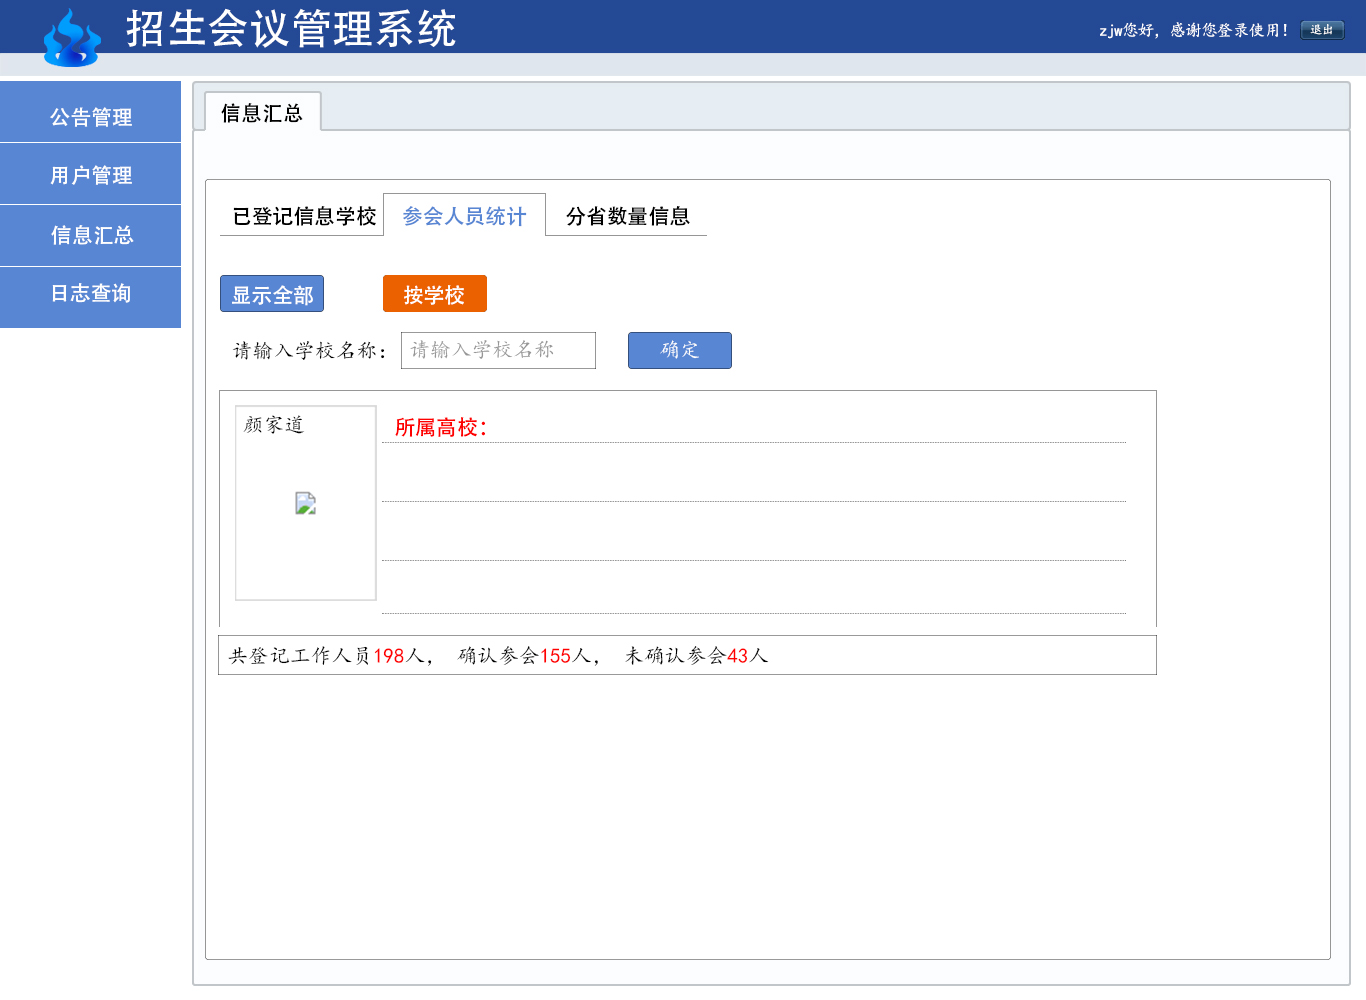 招生会议管理系统
zjw您好，感谢您登录使用！ 退出
公告管理
用户管理
信息汇总
日志查询
信息汇总
已登记信息学校 参会人员统计 分省数量信息
显示全部 按学校
请输入学校名称： 请输入学校名称 确定
颜家道
所属高校：
共登记工作人员198人， 确认参会155人， 未确认参会43人